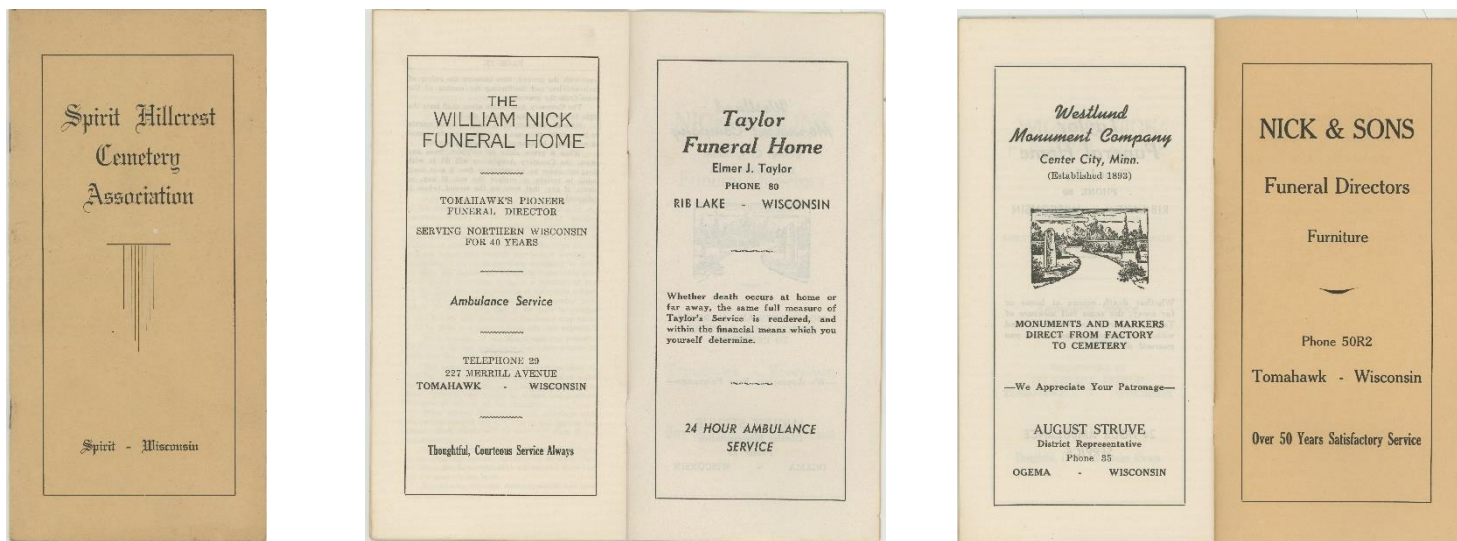 Spirit Hillcrest
Cemetery
Association
Spirit - Wisconsin
THE
WILLIAM NICK
FUNERAL HOME
TOMAHAWK'S PIONEER
FUNERAL DIRECTOR
SERVING NORTHERN WISCONSIN
FOR 40 YEARS
Ambulance Service
TELEPHONE 29
227 MERRILL AVENUE
TOMAHAWK - WISCONSIN
Thoughtful, Courteous Service Always
Taylor
Funeral Home
Elmer J. Taylor
PHONE 80
RIB LAKE - WISCONSIN
Whether death occurs at home or
far away, the same full measure of
Taylor's Service is rendered, and
within the financial means which you
yourself determine.
24 HOUR AMBULANCE
SERVICE
Westlund
Monument Company
Center City, Minn.
(Established 1893)
MONUMENTS AND MARKERS
DIRECT FROM FACTORY
TO CEMETERY
—We Appreciate Your Patronage—
AUGUST STRUVE
District Representative
Phone 35
OGEMA - WISCONSIN
NICK & SONS
Funeral Directors
Furniture
Phone 50R2
Tomahawk - Wisconsin
Over 50 Years Satisfactory Service